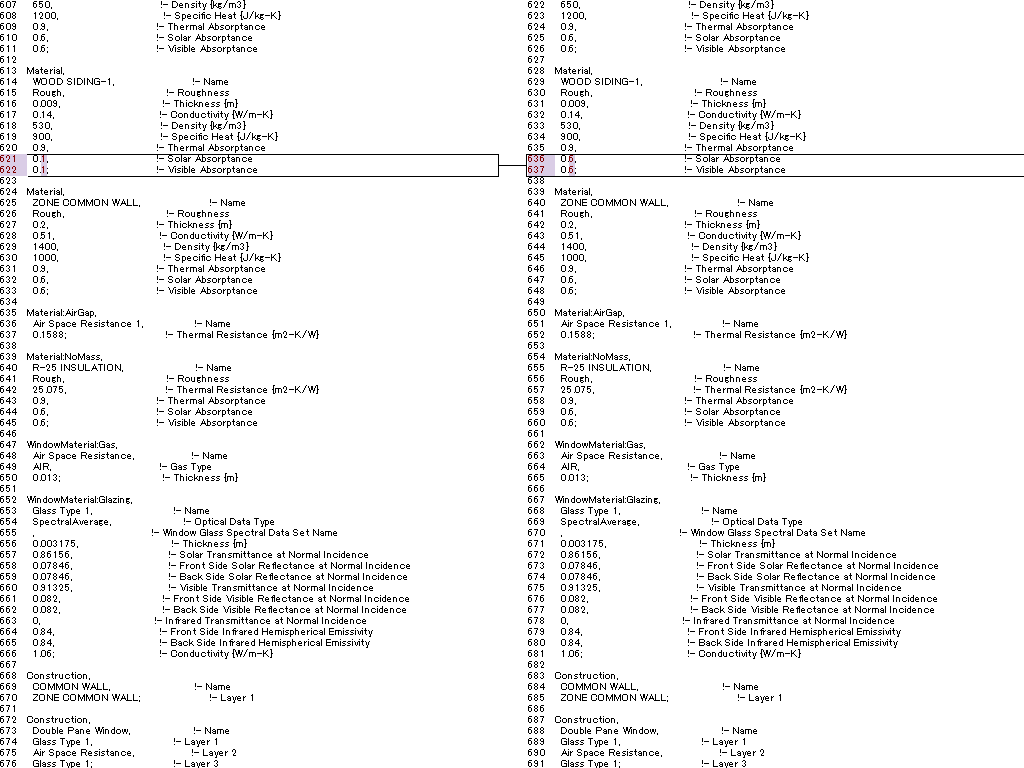 607 650, !- Density {kg/m3}
608 1200, !- Specific Heat {J/kg-K}
609 0.9, !- Thermal Absorptance
610 0.6, !- Solar Absorptance
611 0.6; !- Visible Absorptance
612
613 Material,
614 WOOD SIDING-1, !- Name
615 Rough, !- Roughness
616 0.009, !- Thickness {m}
617 0.14, !- Conductivity {W/m-K}
618 530, !- Density {kg/m3}
619 900, !- Specific Heat {J/kg-K}
620 0.9, !- Thermal Absorptance
621 0.1, !- Solar Absorptance
622 0.1; !- Visible Absorptance
623
624 Material,
625 ZONE COMMON WALL, !- Name
626 Rough, !- Roughness
627 0.2, !- Thickness {m}
628 0.51, !- Conductivity {W/m-K}
629 1400, !- Density {kg/m3}
630 1000, !- Specific Heat {J/kg-K}
631 0.9, !- Thermal Absorptance
632 0.6, !- Solar Absorptance
633 0.6; !- Visible Absorptance
634
635 Material:AirGap,
636 Air Space Resistance 1, !- Name
637 0.1588; !- Thermal Resistance {m2-K/W}
638
639 Material:NoMass,
640 R-25 INSULATION, !- Name
641 Rough, !- Roughness
642 25.075, !- Thermal Resistance {m2-K/W}
643 0.9, !- Thermal Absorptance
644 0.6, !- Solar Absorptance
645 0.6; !- Visible Absorptance
646
647 WindowMaterial:Gas,
648 Air Space Resistance, !- Name
649 AIR, !- Gas Type
650 0.013; !- Thickness {m}
651
652 WindowMaterial:Glazing,
653 Glass Type 1, !- Name
654 SpectralAverage, !- Optical Data Type
655 , !- Window Glass Spectral Data Set Name
656 0.003175, !- Thickness {m}
657 0.86156, !- Solar Transmittance at Normal Incidence
658 0.07846, !- Front Side Solar Reflectance at Normal Incidence
659 0.07846, !- Back Side Solar Reflectance at Normal Incidence
660 0.91325, !- Visible Transmittance at Normal Incidence
661 0.082, !- Front Side Visible Reflectance at Normal Incidence
662 0.082, !- Back Side Visible Reflectance at Normal Incidence
663 0, !- Infrared Transmittance at Normal Incidence
664 0.84, !- Front Side Infrared Hemispherical Emissivity
665 0.84, !- Back Side Infrared Hemispherical Emissivity
666 1.06; !- Conductivity {W/m-K}
667
668 Construction,
669 COMMON WALL, !- Name
670 ZONE COMMON WALL; !- Layer 1
671
672 Construction,
673 Double Pane Window, !- Name
674 Glass Type 1, !- Layer 1
675 Air Space Resistance, !- Layer 2
676 Glass Type 1; !- Layer 3
622 650, !- Density {kg/m3}
623 1200, !- Specific Heat {J/kg-K}
624 0.9, !- Thermal Absorptance
625 0.6, !- Solar Absorptance
626 0.6; !- Visible Absorptance
627
628 Material,
629 WOOD SIDING-1, !- Name
630 Rough, !- Roughness
631 0.009, !- Thickness {m}
632 0.14, !- Conductivity {W/m-K}
633 530, !- Density {kg/m3}
634 900, !- Specific Heat {J/kg-K}
635 0.9, !- Thermal Absorptance
636 0.6, !- Solar Absorptance
637 0.6; !- Visible Absorptance
638
639 Material,
640 ZONE COMMON WALL, !- Name
641 Rough, !- Roughness
642 0.2, !- Thickness {m}
643 0.51, !- Conductivity {W/m-K}
644 1400, !- Density {kg/m3}
645 1000, !- Specific Heat {J/kg-K}
646 0.9, !- Thermal Absorptance
647 0.6, !- Solar Absorptance
648 0.6; !- Visible Absorptance
649
650 Material:AirGap,
651 Air Space Resistance 1, !- Name
652 0.1588; !- Thermal Resistance {m2-K/W}
653
654 Material:NoMass,
655 R-25 INSULATION, !- Name
656 Rough, !- Roughness
657 25.075, !- Thermal Resistance {m2-K/W}
658 0.9, !- Thermal Absorptance
659 0.6, !- Solar Absorptance
660 0.6; !- Visible Absorptance
661
662 WindowMaterial:Gas,
663 Air Space Resistance, !- Name
664 AIR, !- Gas Type
665 0.013; !- Thickness {m}
666
667 WindowMaterial:Glazing,
668 Glass Type 1, !- Name
669 SpectralAverage, !- Optical Data Type
670 , !- Window Glass Spectral Data Set Name
671 0.003175, !- Thickness {m}
672 0.86156, !- Solar Transmittance at Normal Incidence
673 0.07846, !- Front Side Solar Reflectance at Normal Incidence
674 0.07846, !- Back Side Solar Reflectance at Normal Incidence
675 0.91325, !- Visible Transmittance at Normal Incidence
676 0.082, !- Front Side Visible Reflectance at Normal Incidence
677 0.082, !- Back Side Visible Reflectance at Normal Incidence
678 0, !- Infrared Transmittance at Normal Incidence
679 0.84, !- Front Side Infrared Hemispherical Emissivity
680 0.84, !- Back Side Infrared Hemispherical Emissivity
681 1.06; !- Conductivity {W/m-K}
682
683 Construction,
684 COMMON WALL, !- Name
685 ZONE COMMON WALL; !- Layer 1
686
687 Construction,
688 Double Pane Window, !- Name
689 Glass Type 1, !- Layer 1
690 Air Space Resistance, !- Layer 2
691 Glass Type 1; !- Layer 3